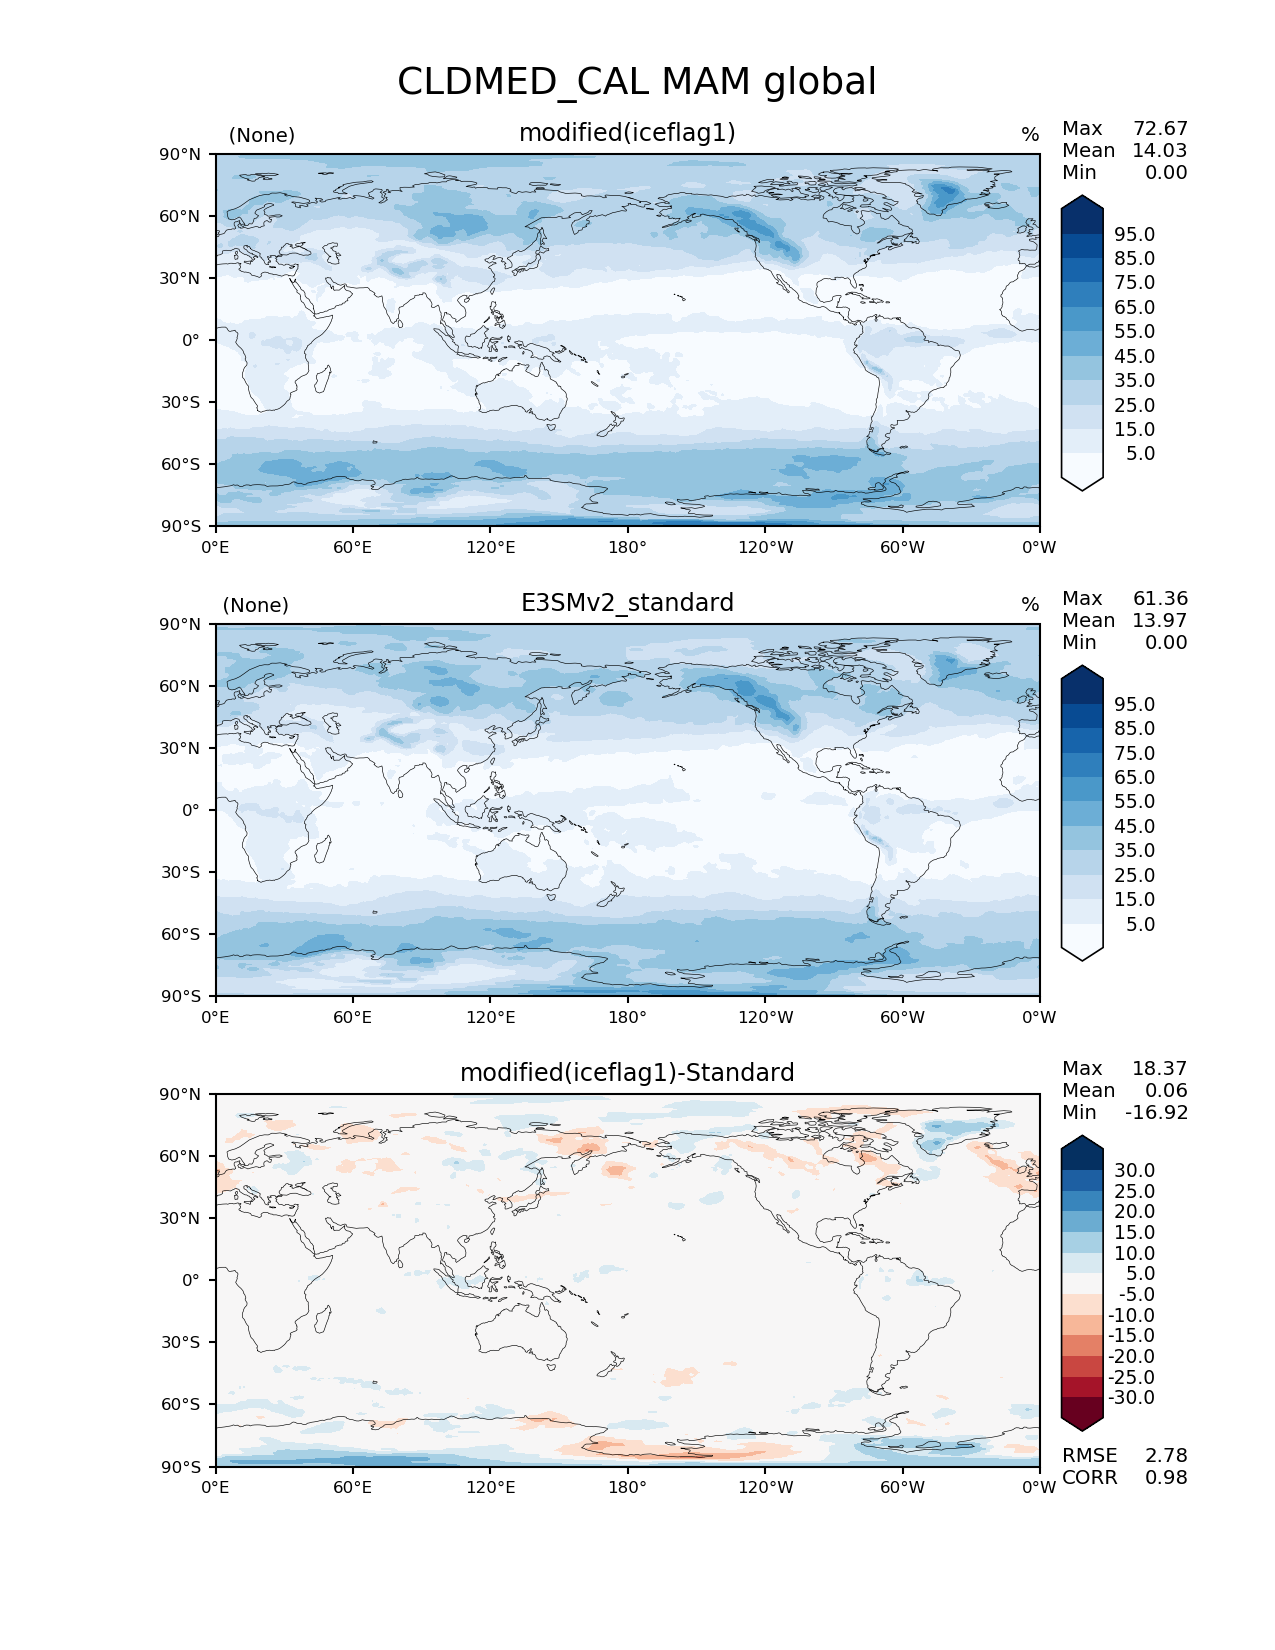 CLDMED_CAL MAM global
(None) modified(iceflag1) %
Max 72.67
Mean 14.03
Min 0.00
90°N
60°N
30°N
0°
30°S
60°S
90°S
0°E 60°E 120°E 180° 120°W 60°W 0°W
95.0
85.0
75.0
65.0
55.0
45.0
35.0
25.0
15.0
5.0
(None) E3SMv2_standard %
Max 61.36
Mean 13.97
Min 0.00
90°N
60°N
30°N
0°
30°S
60°S
90°S
0°E 60°E 120°E 180° 120°W 60°W 0°W
95.0
85.0
75.0
65.0
55.0
45.0
35.0
25.0
15.0
5.0
modified(iceflag1)-Standard
Max 18.37
Mean 0.06
Min -16.92
90°N
60°N
30°N
0°
30°S
60°S
90°S
0°E 60°E 120°E 180° 120°W 60°W 0°W
30.0
25.0
20.0
15.0
10.0
5.0
-5.0
-10.0
-15.0
-20.0
-25.0
-30.0
RMSE 2.78
CORR 0.98